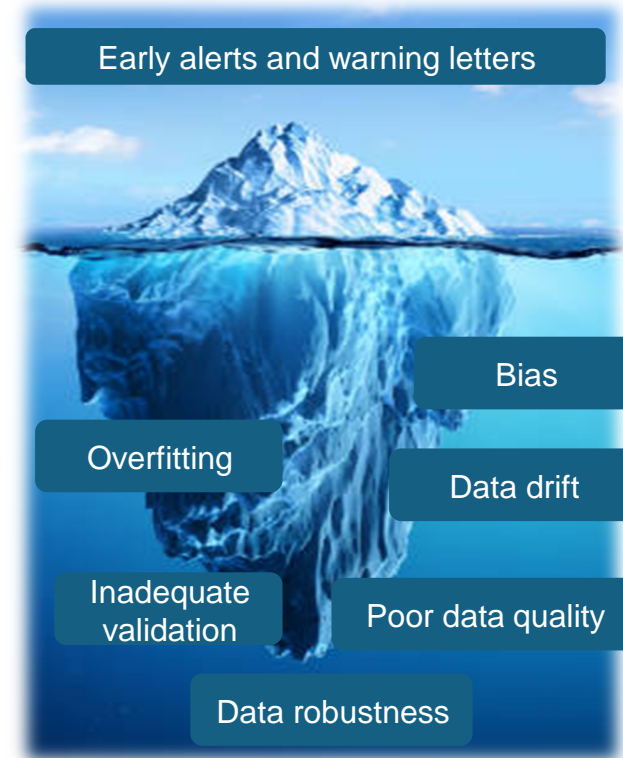 Early alerts and warning letters
Bias
Overfitting
Data drift
Inadequate
validation
Poor data quality
Data robustness